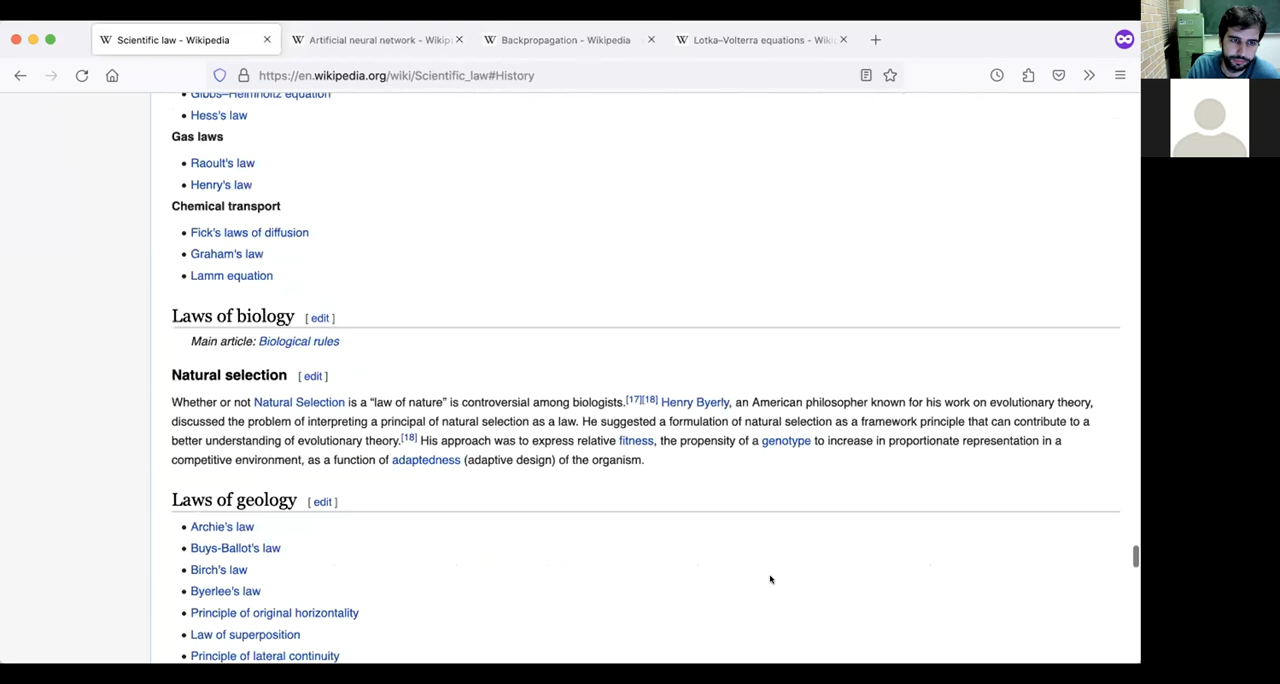 Scientific law - Wikipedia
Artificial neural network - Wikip
Backpropagation - Wikipedia
Lotka–Volterra equations - Wiki
https://en.wikipedia.org/wiki/Scientific_law#History
Gibbs–Helmholtz equation
• Hess's law
Gas laws
• Raoult's law
• Henry's law
Chemical transport
• Fick's laws of diffusion
• Graham's law
• Lamm equation
Laws of biology [ edit ]
Main article: Biological rules
Natural selection [ edit ]
Whether or not Natural Selection is a “law of nature” is controversial among biologists.[17][18] Henry Byerly, an American philosopher known for his work on evolutionary theory,
discussed the problem of interpreting a principal of natural selection as a law. He suggested a formulation of natural selection as a framework principle that can contribute to a
better understanding of evolutionary theory.[18] His approach was to express relative fitness, the propensity of a genotype to increase in proportionate representation in a
competitive environment, as a function of adaptedness (adaptive design) of the organism.
Laws of geology [ edit ]
• Archie's law
• Buys-Ballot's law
• Birch's law
• Byerlee's law
• Principle of original horizontality
• Law of superposition
• Principle of lateral continuity